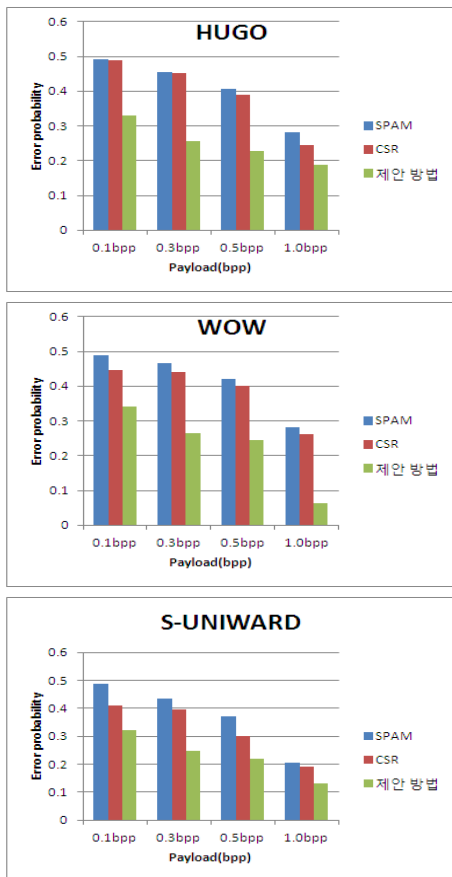 HUGO
Error probability
0.6
0.5
0.4
0.3
0.2
0.1
0
0.1bpp 0.3bpp 0.5bpp 1.0bpp
Payload(bpp)
SPAM
CSR
제안 방법
WOW
Error probability
0.6
0.5
0.4
0.3
0.2
0.1
0
0.1bpp 0.3bpp 0.5bpp 1.0bpp
Payload(bpp)
SPAM
CSR
제안 방법
S-UNIWARD
Error probability
0.6
0.5
0.4
0.3
0.2
0.1
0
0.1bpp 0.3bpp 0.5bpp 1.0bpp
Payload(bpp)
SPAM
CSR
제안 방법